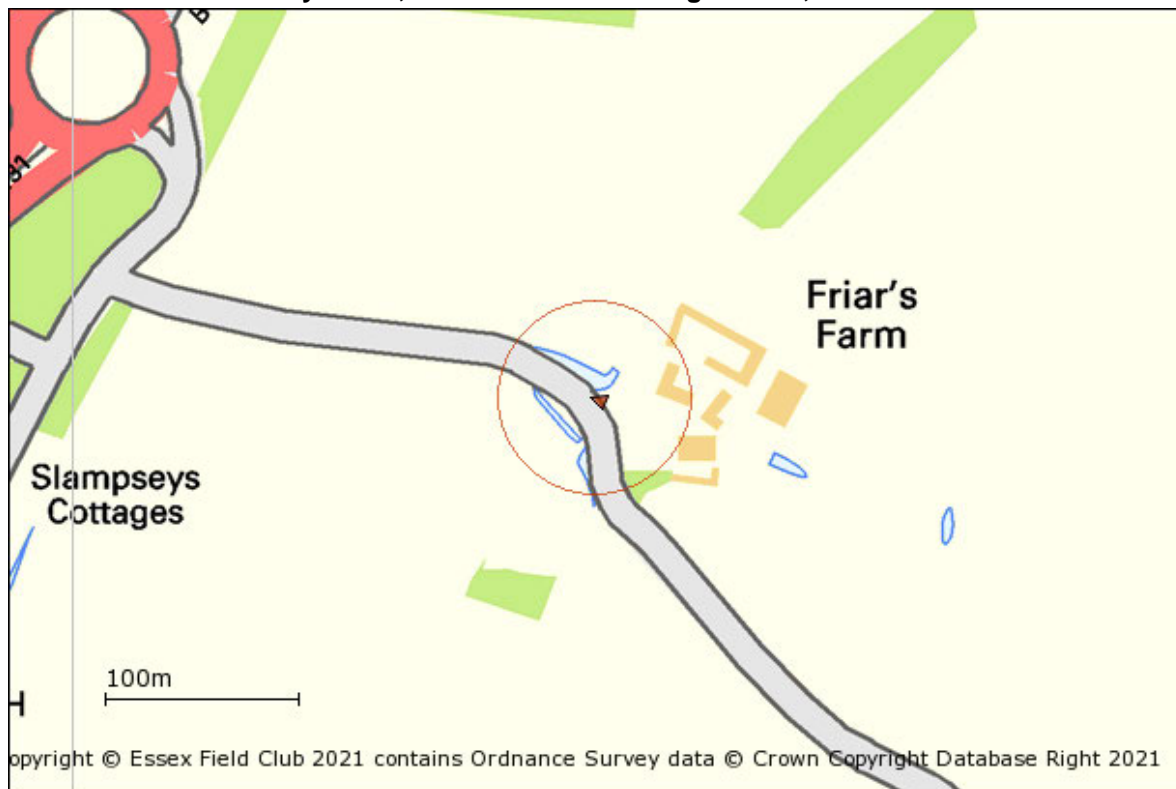 Friar's
Farm
Slampseys
Cottages
100m
opyright © Essex Field Club 2021 contains Ordnance Survey data © Crown Copyright Database Right 2021